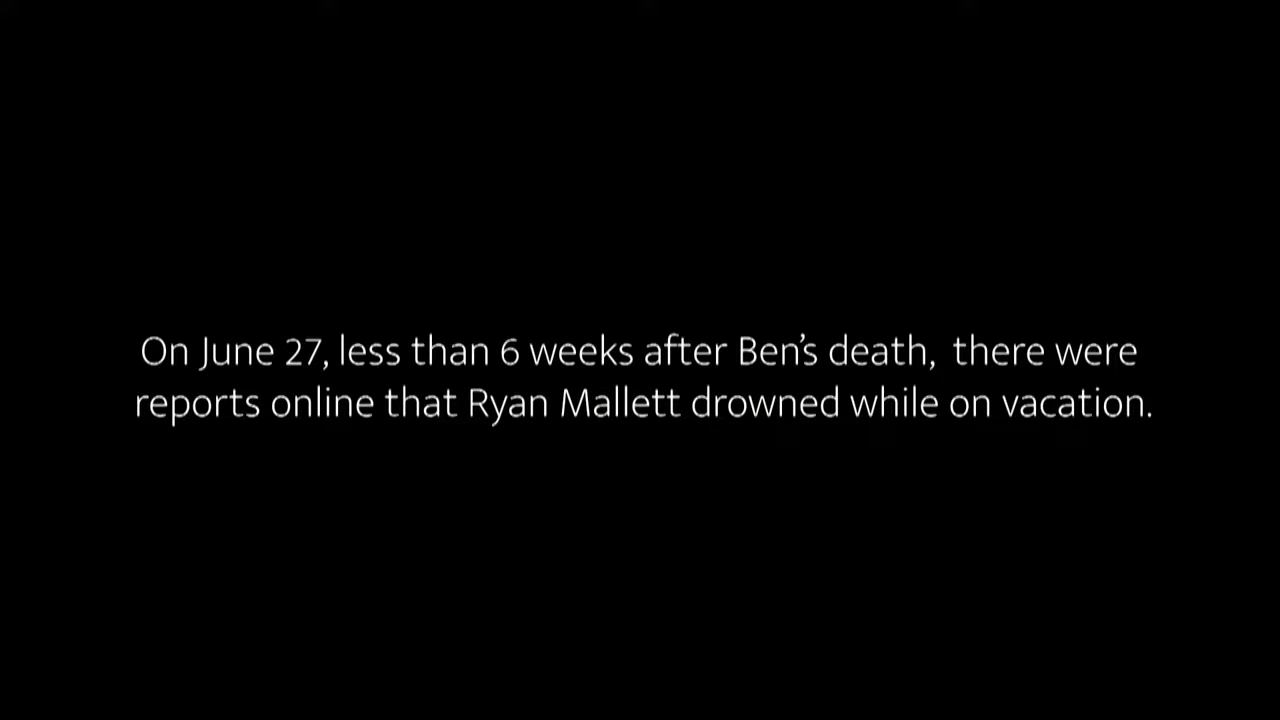 On June 27, less than 6 weeks after Ben’s death,  there were
reports online that Ryan Mallett drowned while on vacation.